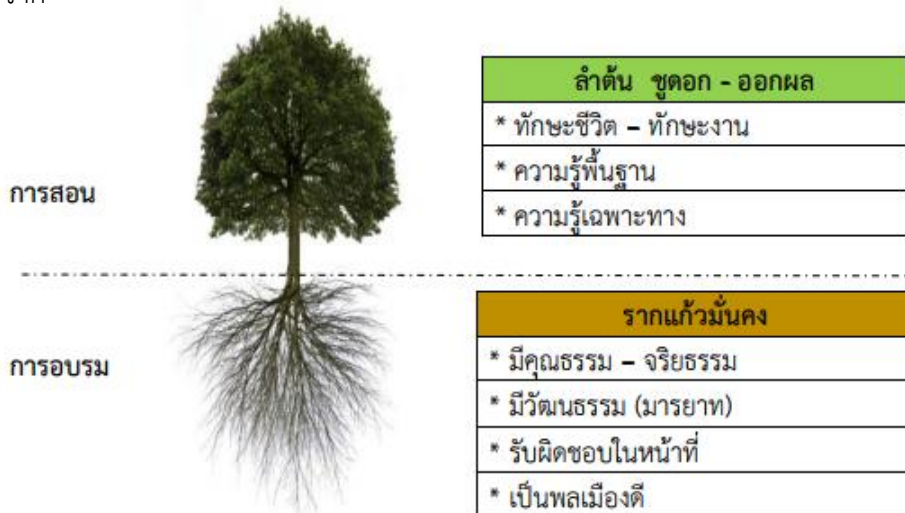 การสอน
ลำต้น ชูดอก - ออกผล
* ทักษะชีวิต – ทักษะงาน
* ความรู้พื้นฐาน
* ความรู้เฉพาะทาง
การอบรม
รากแก้วมั่นคง
* มีคุณธรรม – จริยธรรม
* มีวัฒนธรรม (มารยาท)
* รับผิดชอบในหน้าที่
* เป็นพลเมืองดี